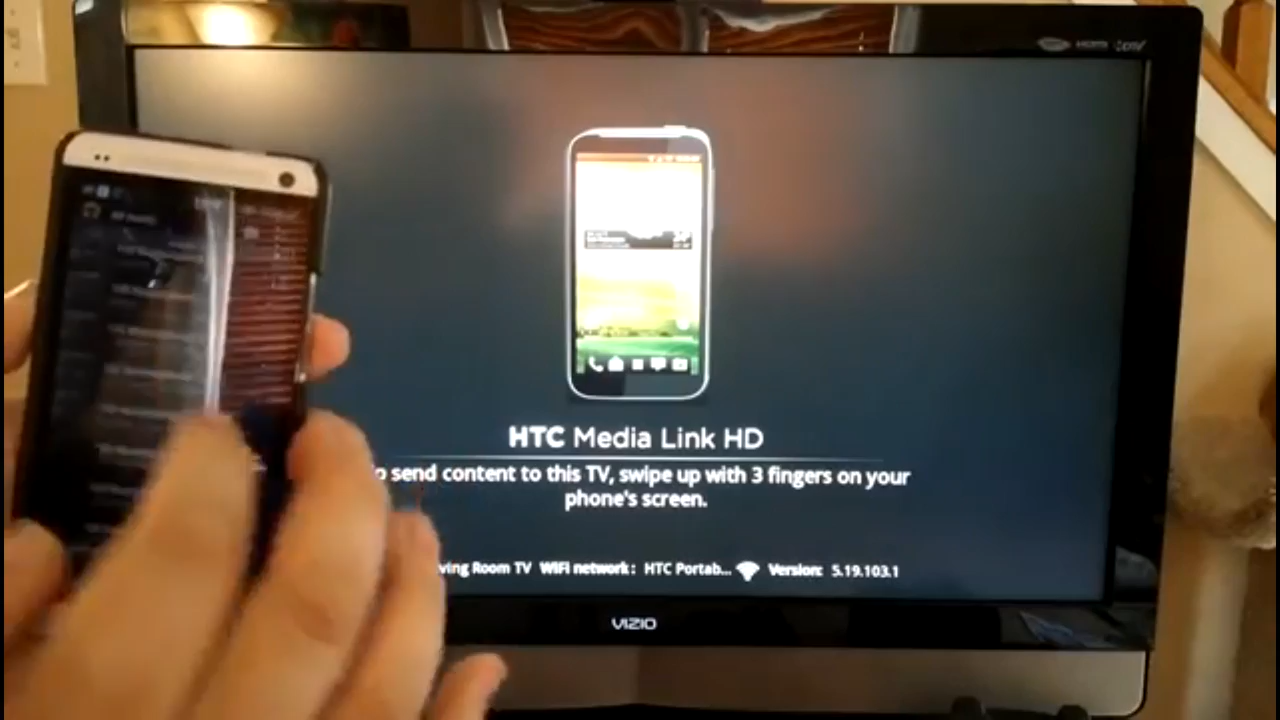 HDMI
HTC Media Link HD
o send content to this TV, swipe up with 3 fingers on your
phone's screen.
ving Room TV WiFi network: HTC Portab... Version: 5.19.103.1
VIZIO